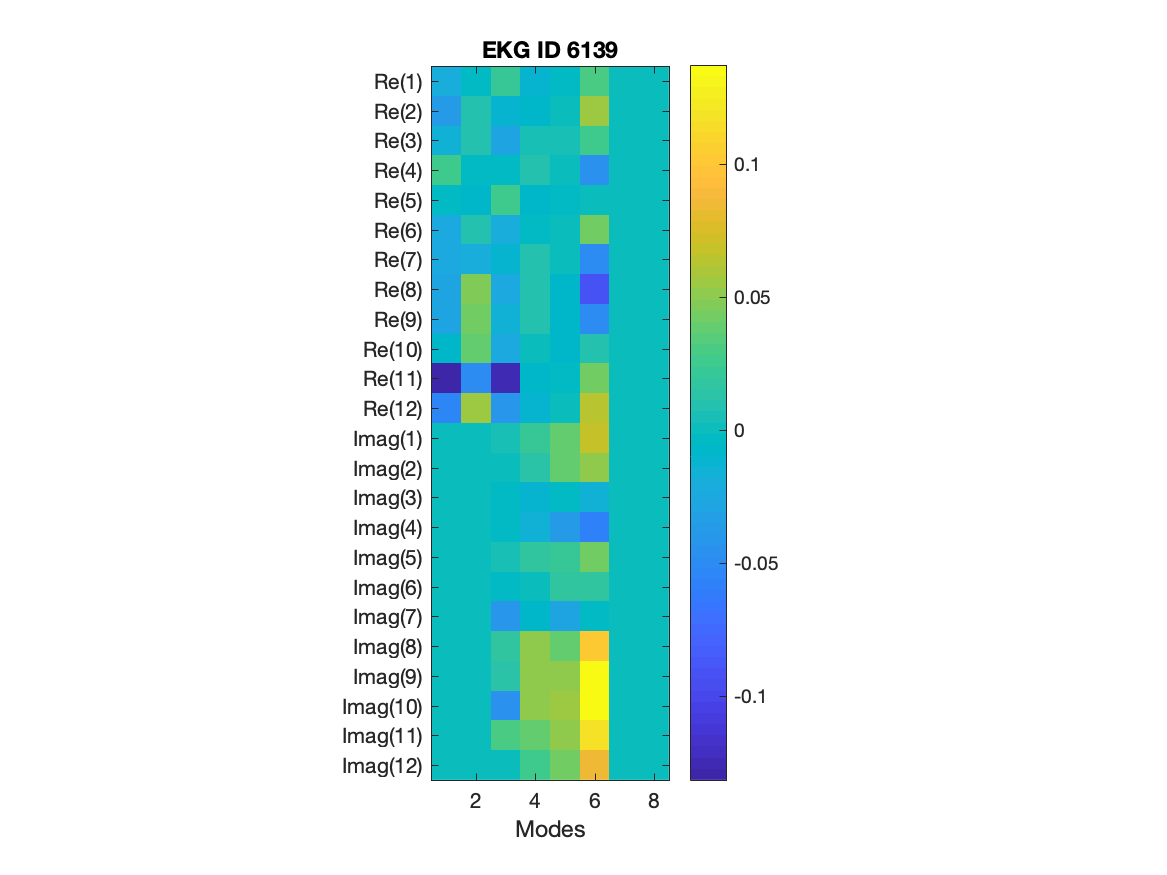 EKG ID 6139
Re(1)
Re(2)
Re(3)
Re(4)
Re(5)
Re(6)
Re(7)
Re(8)
Re(9)
Re(10)
Re(11)
Re(12)
Imag(1)
Imag(2)
Imag(3)
Imag(4)
Imag(5)
Imag(6)
Imag(7)
Imag(8)
Imag(9)
Imag(10)
Imag(11)
Imag(12)
2 4 6 8
Modes
0.1
0.05
0
-0.05
-0.1